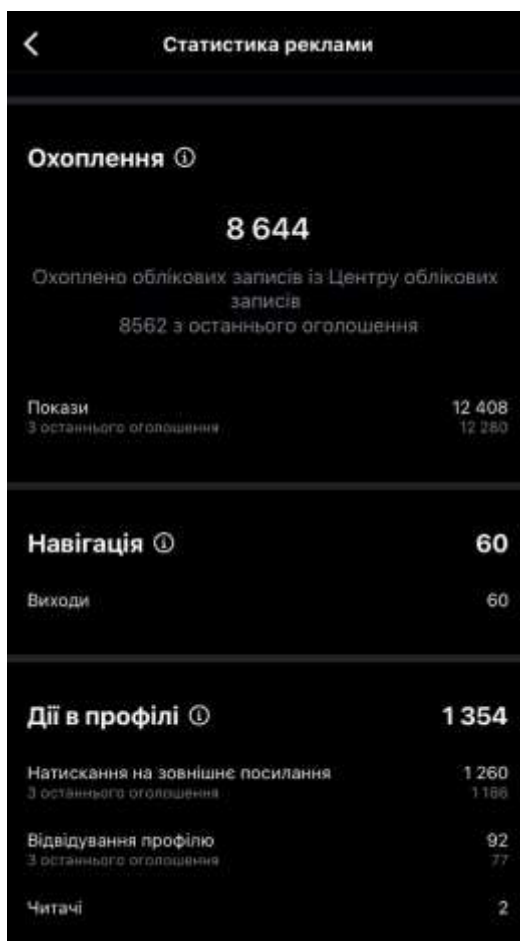 Статистика реклами
Охоплення
8 644
Охоплено облікових записів із Центру облікових
записів
8562 з останнього оголошення
Покази 12 408
З останнього оголошення 12 280
Навігація 60
Виходи 60
Дії в профілі 1 354
Натискання на зовнішнє посилання 1 260
З останнього оголошення
Відвідування профілю 92
З останнього оголошення 77
Читачі 2